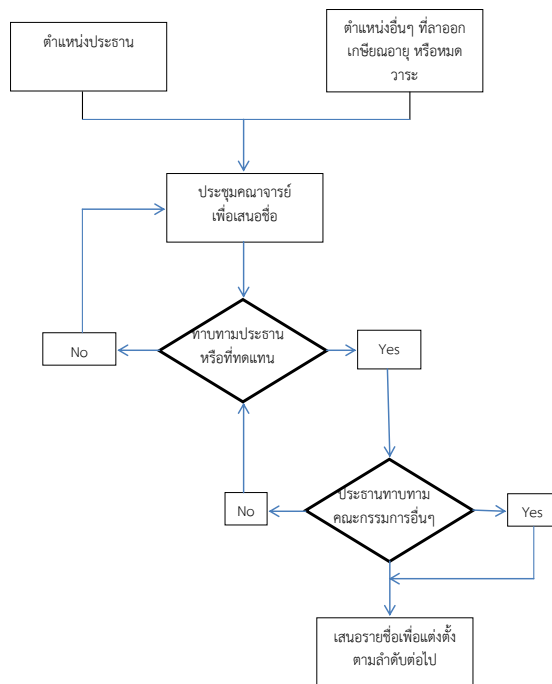 ตำแหน่งประธาน
ตำแหน่งอื่นๆ ที่ลาออก
เกษียณอายุ หรือหมด
วาระ
ประชุมคณาจารย์
เพื่อเสนอชื่อ
ทาบทามประธาน
หรือที่ทดแทน
No
Yes
ประธานทาบทาม
คณะกรรมการอื่นๆ
No
Yes
เสนอรายชื่อเพื่อแต่งตั้ง
ตามลำดับต่อไป